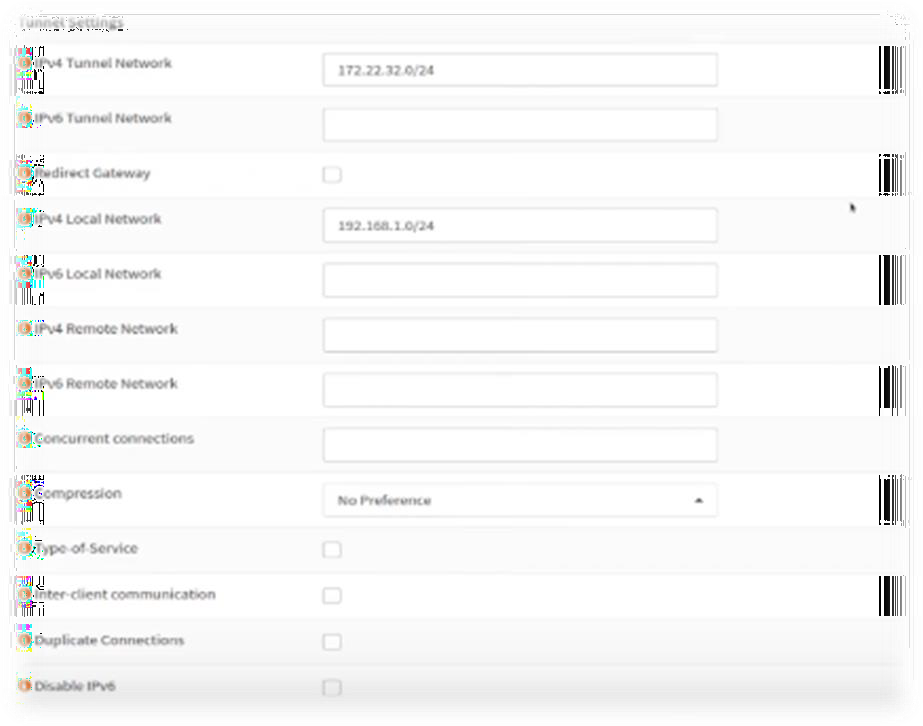 Tunnel Settings
IPv4 Tunnel Network
172.22.32.0/24
IPv6 Tunnel Network
Redirect Gateway
IPv4 Local Network
192.168.1.0/24
IPv6 Local Network
IPv4 Remote Network
IPv6 Remote Network
Concurrent connections
Compression
No Preference
Type-of-Service
Inter-client communication
Duplicate Connections
Disable IPv6